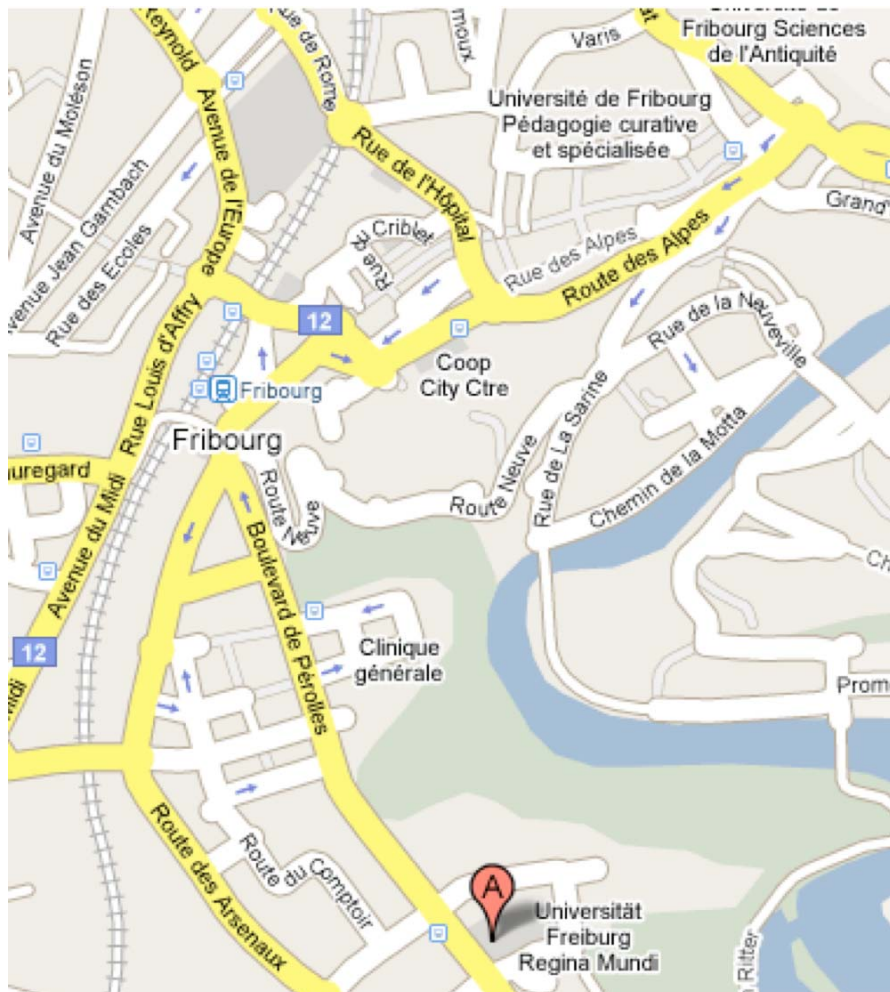 Reynold
Rue de Rome
Varis
Fribourg Sciences
de l'Antiquité
Avenue du Moléson
Avenue de l'Europe
Université de Fribourg
Pédagogie curative
et spécialisée
Rue de l'Hôpital
Avenue Jean Gambach
Rue des Ecoles
Criblet
Rue
Rue des Alpes
Route des Alpes
Grand'
12
Rue Louis d'Affry
Rue de la Neuveville
Coop
City Ctre
Fribourg
Fribourg
Rue de La Sarine
Chemin de la Motta
Route Neuve
Route Neuve
Avenue du Midi
Boulevard de Pérolles
12
Midi
Clinique
générale
Prom
Route des Arsenaux
Route du Comptoir
A
Universität
Freiburg
Regina Mundi
Ritter